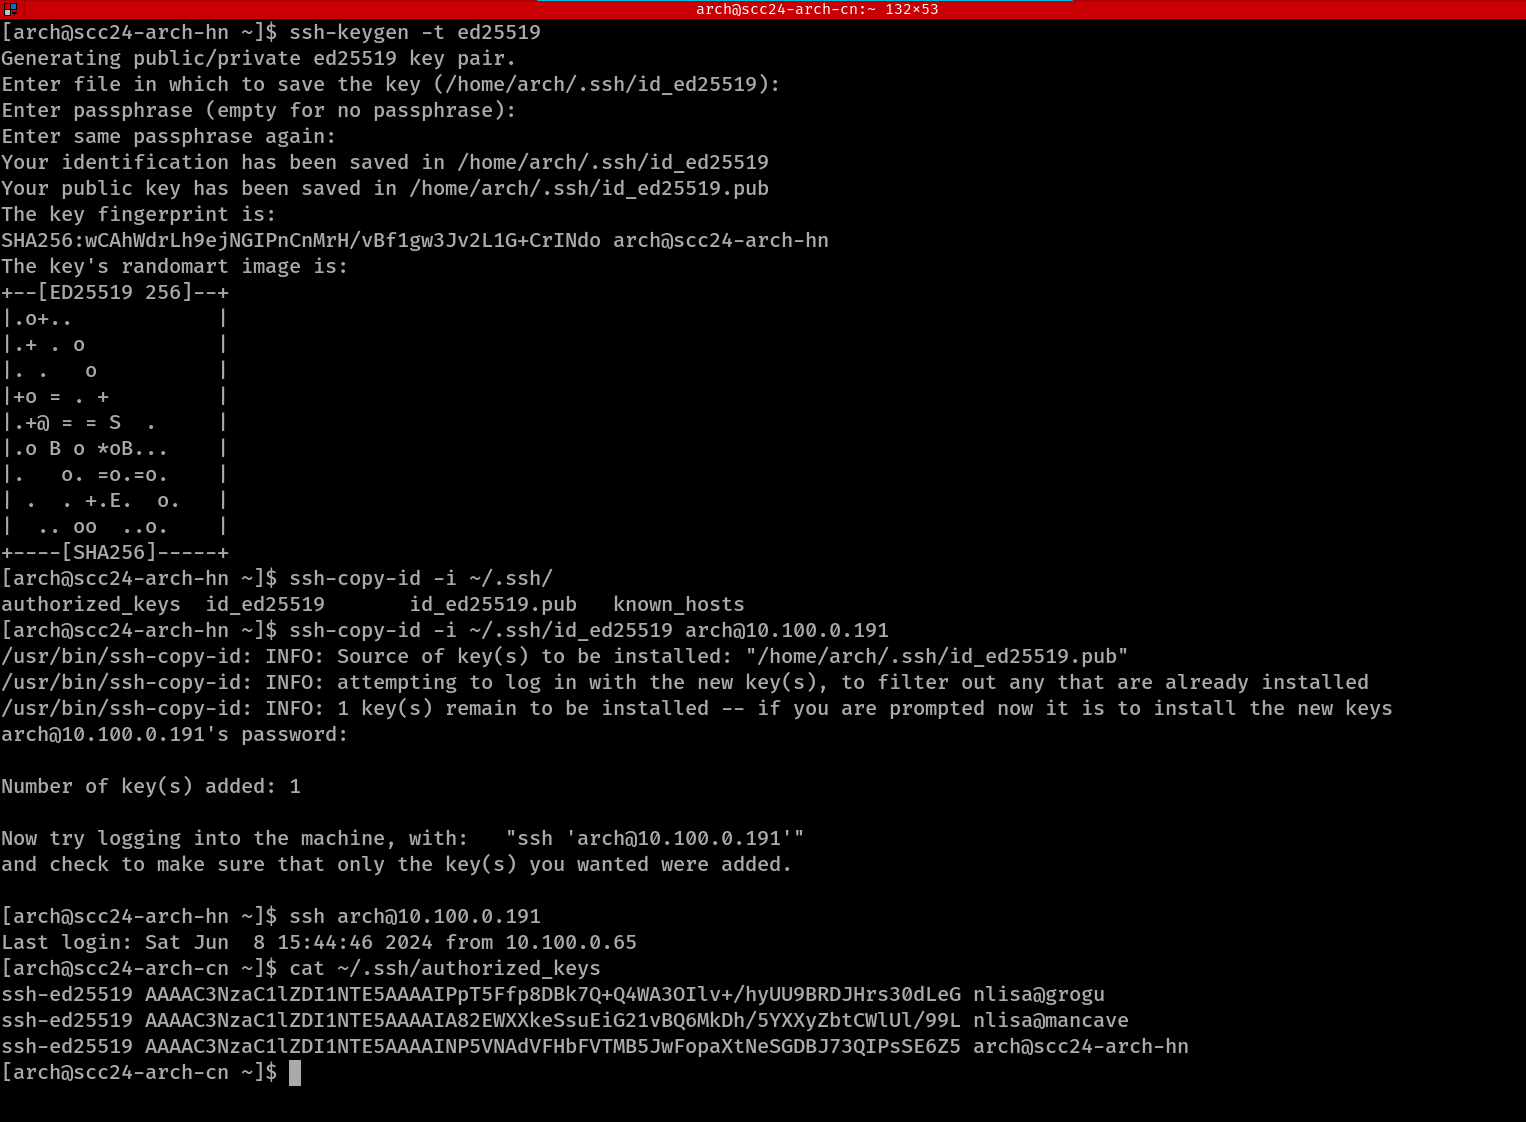 arch@scc24-arch-cn:~ 132×53
[arch@scc24-arch-hn ~]$ ssh-keygen -t ed25519
Generating public/private ed25519 key pair.
Enter file in which to save the key (/home/arch/.ssh/id_ed25519):
Enter passphrase (empty for no passphrase):
Enter same passphrase again:
Your identification has been saved in /home/arch/.ssh/id_ed25519
Your public key has been saved in /home/arch/.ssh/id_ed25519.pub
The key fingerprint is:
SHA256:wCAhWdrLh9ejNGIPnCnMrH/vBf1gw3Jv2L1G+CrINdo arch@scc24-arch-hn
The key's randomart image is:
+--[ED25519 256]--+
|.o+..            |
|.+ . o           |
|. .   o          |
|+o = . +         |
|.+@ = = S  .     |
|.o B o *oB...    |
|.   o. =o.=o.    |
| .  . +.E.  o.   |
|  .. oo  ..o.    |
+----[SHA256]-----+
[arch@scc24-arch-hn ~]$ ssh-copy-id -i ~/.ssh/
authorized_keys  id_ed25519       id_ed25519.pub   known_hosts
[arch@scc24-arch-hn ~]$ ssh-copy-id -i ~/.ssh/id_ed25519 arch@10.100.0.191
/usr/bin/ssh-copy-id: INFO: Source of key(s) to be installed: "/home/arch/.ssh/id_ed25519.pub"
/usr/bin/ssh-copy-id: INFO: attempting to log in with the new key(s), to filter out any that are already installed
/usr/bin/ssh-copy-id: INFO: 1 key(s) remain to be installed -- if you are prompted now it is to install the new keys
arch@10.100.0.191's password:
Number of key(s) added: 1
Now try logging into the machine, with:   "ssh 'arch@10.100.0.191'"
and check to make sure that only the key(s) you wanted were added.
[arch@scc24-arch-hn ~]$ ssh arch@10.100.0.191
Last login: Sat Jun  8 15:44:46 2024 from 10.100.0.65
[arch@scc24-arch-cn ~]$ cat ~/.ssh/authorized_keys
ssh-ed25519 AAAAC3NzaC1lZDI1NTE5AAAAIPpT5Ffp8DBk7Q+Q4WA3OIlv+/hyUU9BRDJHrs30dLeG nlisa@grogu
ssh-ed25519 AAAAC3NzaC1lZDI1NTE5AAAAIA82EWXXkeSsuEiG21vBQ6MkDh/5YXXyZbtCWlUl/99L nlisa@mancave
ssh-ed25519 AAAAC3NzaC1lZDI1NTE5AAAAINP5VNAdVFHbFVTMB5JwFopaXtNeSGDBJ73QIPsSE6Z5 arch@scc24-arch-hn
[arch@scc24-arch-cn ~]$